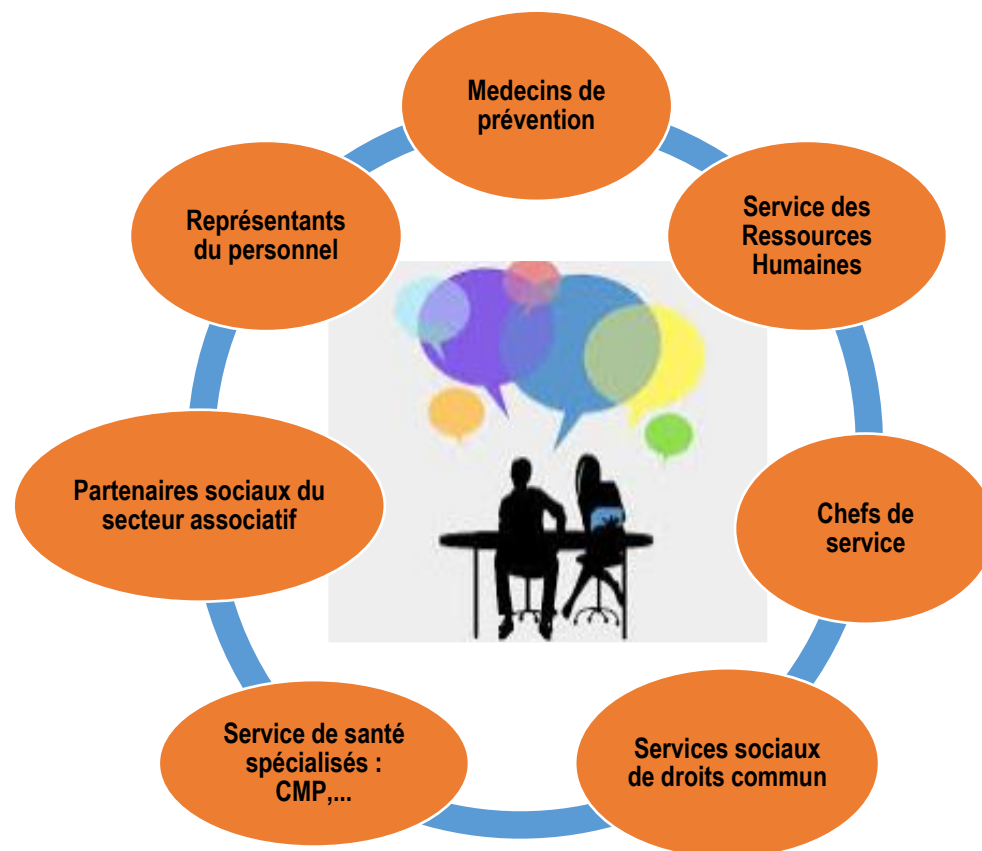 Medecins de
prévention
Service des
Ressources
Humaines
Chefs de
service
Services sociaux
de droits commun
Service de santé
spécialisés :
CMP,...
Partenaires sociaux du
secteur associatif
Représentants
du personnel